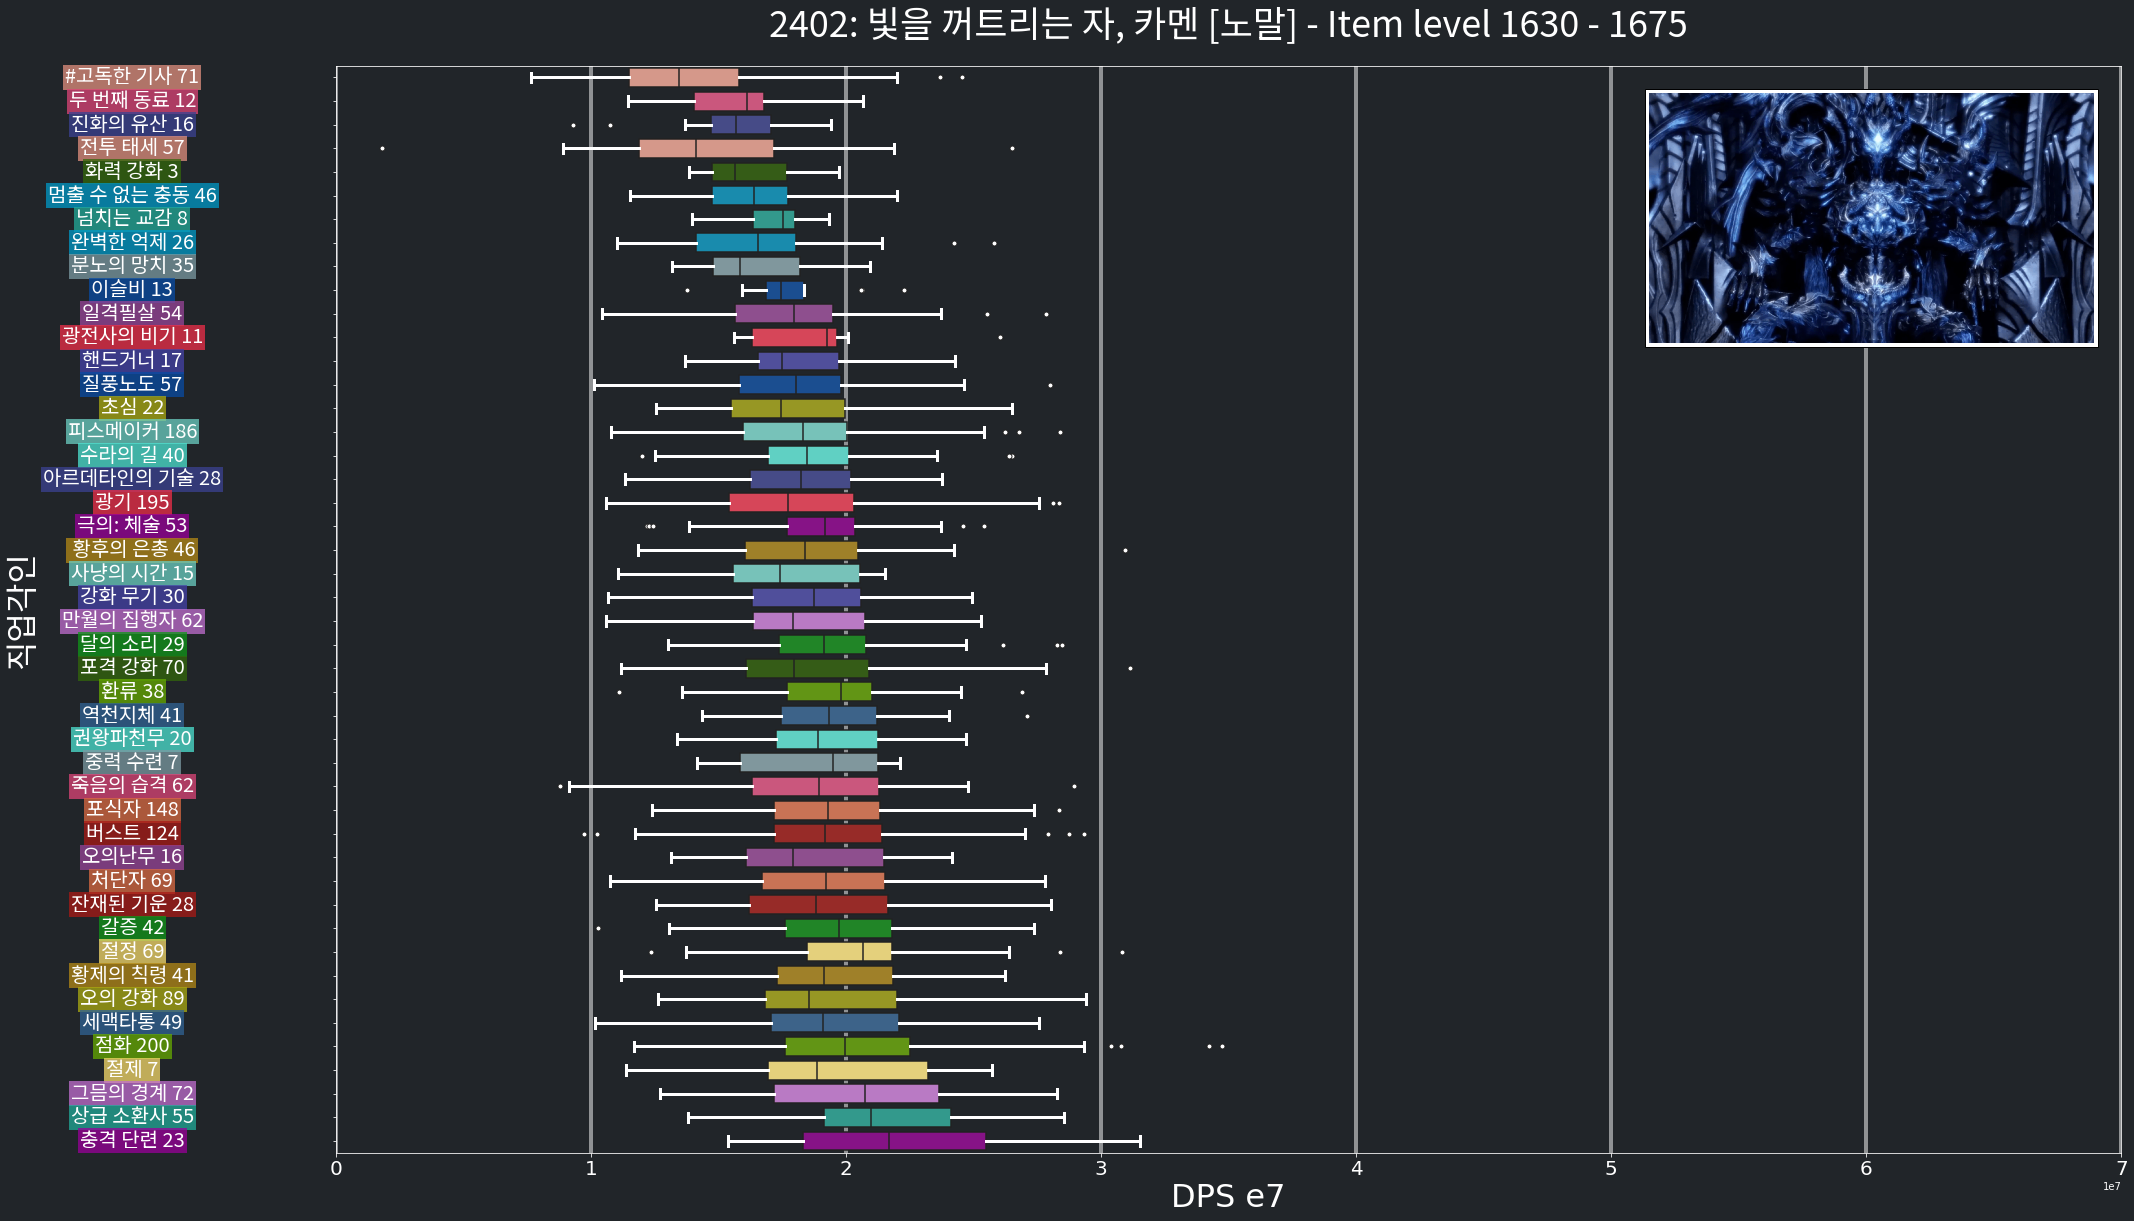 2402: 빛을 꺼트리는 자, 카멘 [노말] - Item level 1630 - 1675
직업각인
#고독한 기사 71
두 번째 동료 12
진화의 유산 16
전투 태세 57
화력 강화 3
멈출 수 없는 충동 46
넘치는 교감 8
완벽한 억제 26
분노의 망치 35
이슬비 13
일격필살 54
광전사의 비기 11
핸드거너 17
질풍노도 57
초심 22
피스메이커 186
수라의 길 40
아르데타인의 기술 28
광기 195
극의: 체술 53
황후의 은총 46
사냥의 시간 15
강화 무기 30
만월의 집행자 62
달의 소리 29
포격 강화 70
환류 38
역천지체 41
권왕파천무 20
중력 수련 7
죽음의 습격 62
포식자 148
버스트 124
오의난무 16
처단자 69
잔재된 기운 28
갈증 42
절정 69
황제의 칙령 41
오의 강화 89
세맥타통 49
점화 200
절제 7
그믐의 경계 72
상급 소환사 55
충격 단련 23
0 1 2 3 4 5 6 7
1e7
DPS e7